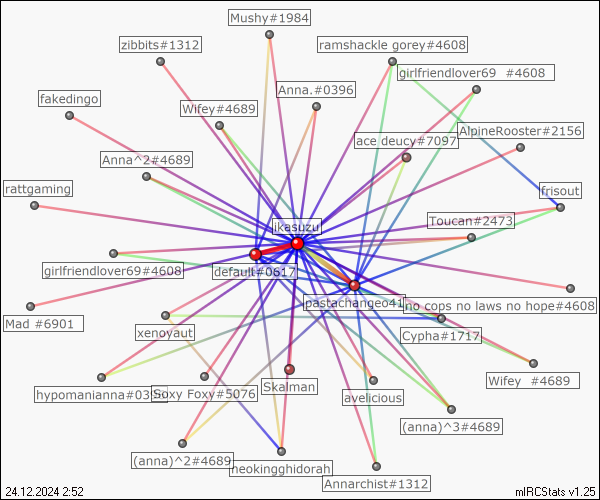 Mushy#1984
zibbits#1312
ramshackle gorey#4608
girlfriendlover69 #4608
Anna.#0396
fakedingo
Wifey#4689
ace deucy#7097
AlpineRooster#2156
Anna^2#4689
rattgaming
frisout
Toucan#2473
ikasuzu
girlfriendlover69#4608
default#0617
pastachangeo41
no cops no laws no hope#4608
Mad #6901
xenoyaut
Cypha#1717
Wifey #4689
hypomanianna#039
Soxy Foxy#5076
Skalman
avelicious
(anna)^3#4689
(anna)^2#4689
neokingghidorah
Annarchist#1312
24.12.2024 2:52
mIRCStats v1.25